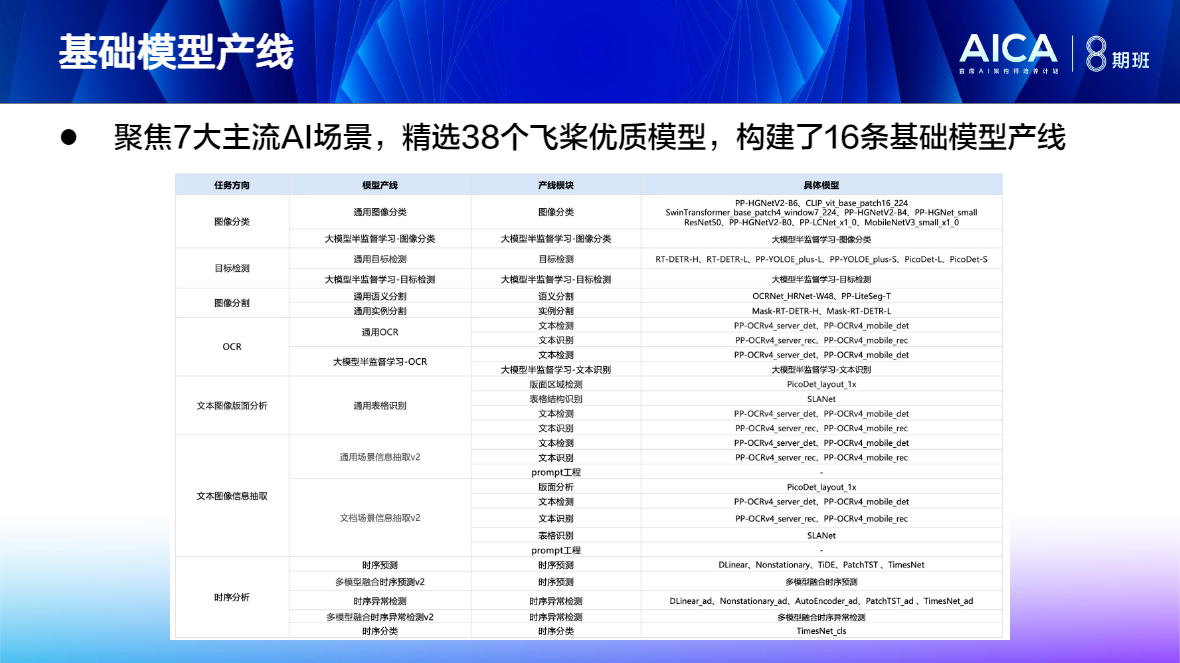 基础模型产线
AICA
首席AI架构师培养计划
8期班
● 聚焦7大主流AI场景，精选38个飞桨优质模型，构建了16条基础模型产线
任务方向 模型产线 产线模块 具体模型
图像分类 通用图像分类 图像分类 PP-HGNetV2-B6、CLIP_vit_base_patch16_224
SwinTransformer_base_patch4_window7_224、PP-HGNetV2-B4、PP-HGNet_small
ResNet50、PP-HGNetV2-B0、PP-LCNet_x1_0、MobileNetV3_small_x1_0
大模型半监督学习-图像分类 大模型半监督学习-图像分类 大模型半监督学习-图像分类
目标检测 通用目标检测 目标检测 RT-DETR-H、RT-DETR-L、PP-YOLOE_plus-L、PP-YOLOE_plus-S、PicoDet-L、PicoDet-S
大模型半监督学习-目标检测 大模型半监督学习-目标检测 大模型半监督学习-目标检测
图像分割 通用语义分割 语义分割 OCRNet_HRNet-W48、PP-LiteSeg-T
通用实例分割 实例分割 Mask-RT-DETR-H、Mask-RT-DETR-L
OCR 通用OCR 文本检测 PP-OCRv4_server_det、PP-OCRv4_mobile_det
文本识别 PP-OCRv4_server_rec、PP-OCRv4_mobile_rec
大模型半监督学习-OCR 文本检测 PP-OCRv4_server_det、PP-OCRv4_mobile_det
大模型半监督学习-文本识别 大模型半监督学习-文本识别
文本图像版面分析 通用表格识别 版面区域检测 PicoDet_layout_1x
表格结构识别 SLANet
文本检测 PP-OCRv4_server_det、PP-OCRv4_mobile_det
文本识别 PP-OCRv4_server_rec、PP-OCRv4_mobile_rec
文本图像信息抽取 通用场景信息抽取v2 文本检测 PP-OCRv4_server_det、PP-OCRv4_mobile_det
文本识别 PP-OCRv4_server_rec、PP-OCRv4_mobile_rec
prompt工程 -
文档场景信息抽取v2 版面分析 PicoDet_layout_1x
文本检测 PP-OCRv4_server_det、PP-OCRv4_mobile_det
文本识别 PP-OCRv4_server_rec、PP-OCRv4_mobile_rec
表格识别 SLANet
prompt工程 -
时序分析 时序预测 时序预测 DLinear、Nonstationary、TiDE、PatchTST 、TimesNet
多模型融合时序预测v2 时序预测 多模型融合时序预测
时序异常检测 时序异常检测 DLinear_ad、Nonstationary_ad、AutoEncoder_ad、PatchTST_ad 、TimesNet_ad
多模型融合时序异常检测v2 时序异常检测 多模型融合时序异常检测
时序分类 时序分类 TimesNet_cls